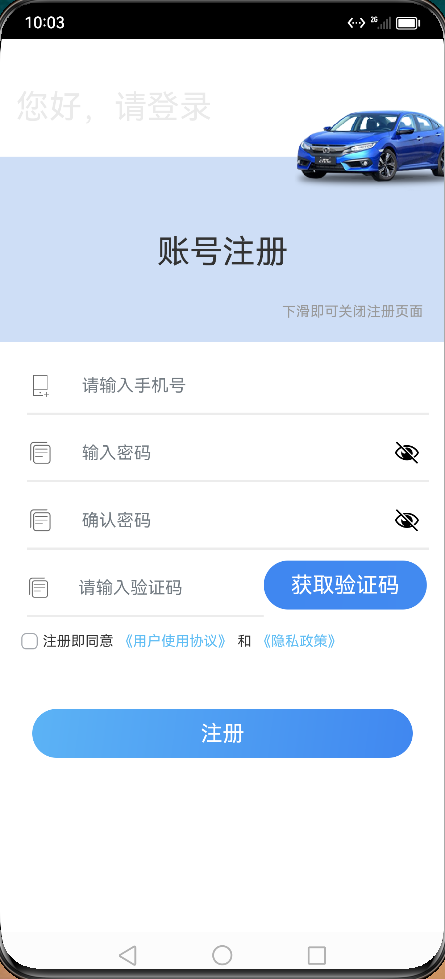 10:03
2G
您好，请登录
账号注册
下滑即可关闭注册页面
请输入手机号
输入密码
确认密码
请输入验证码
获取验证码
注册即同意 《用户使用协议》 和 《隐私政策》
注册